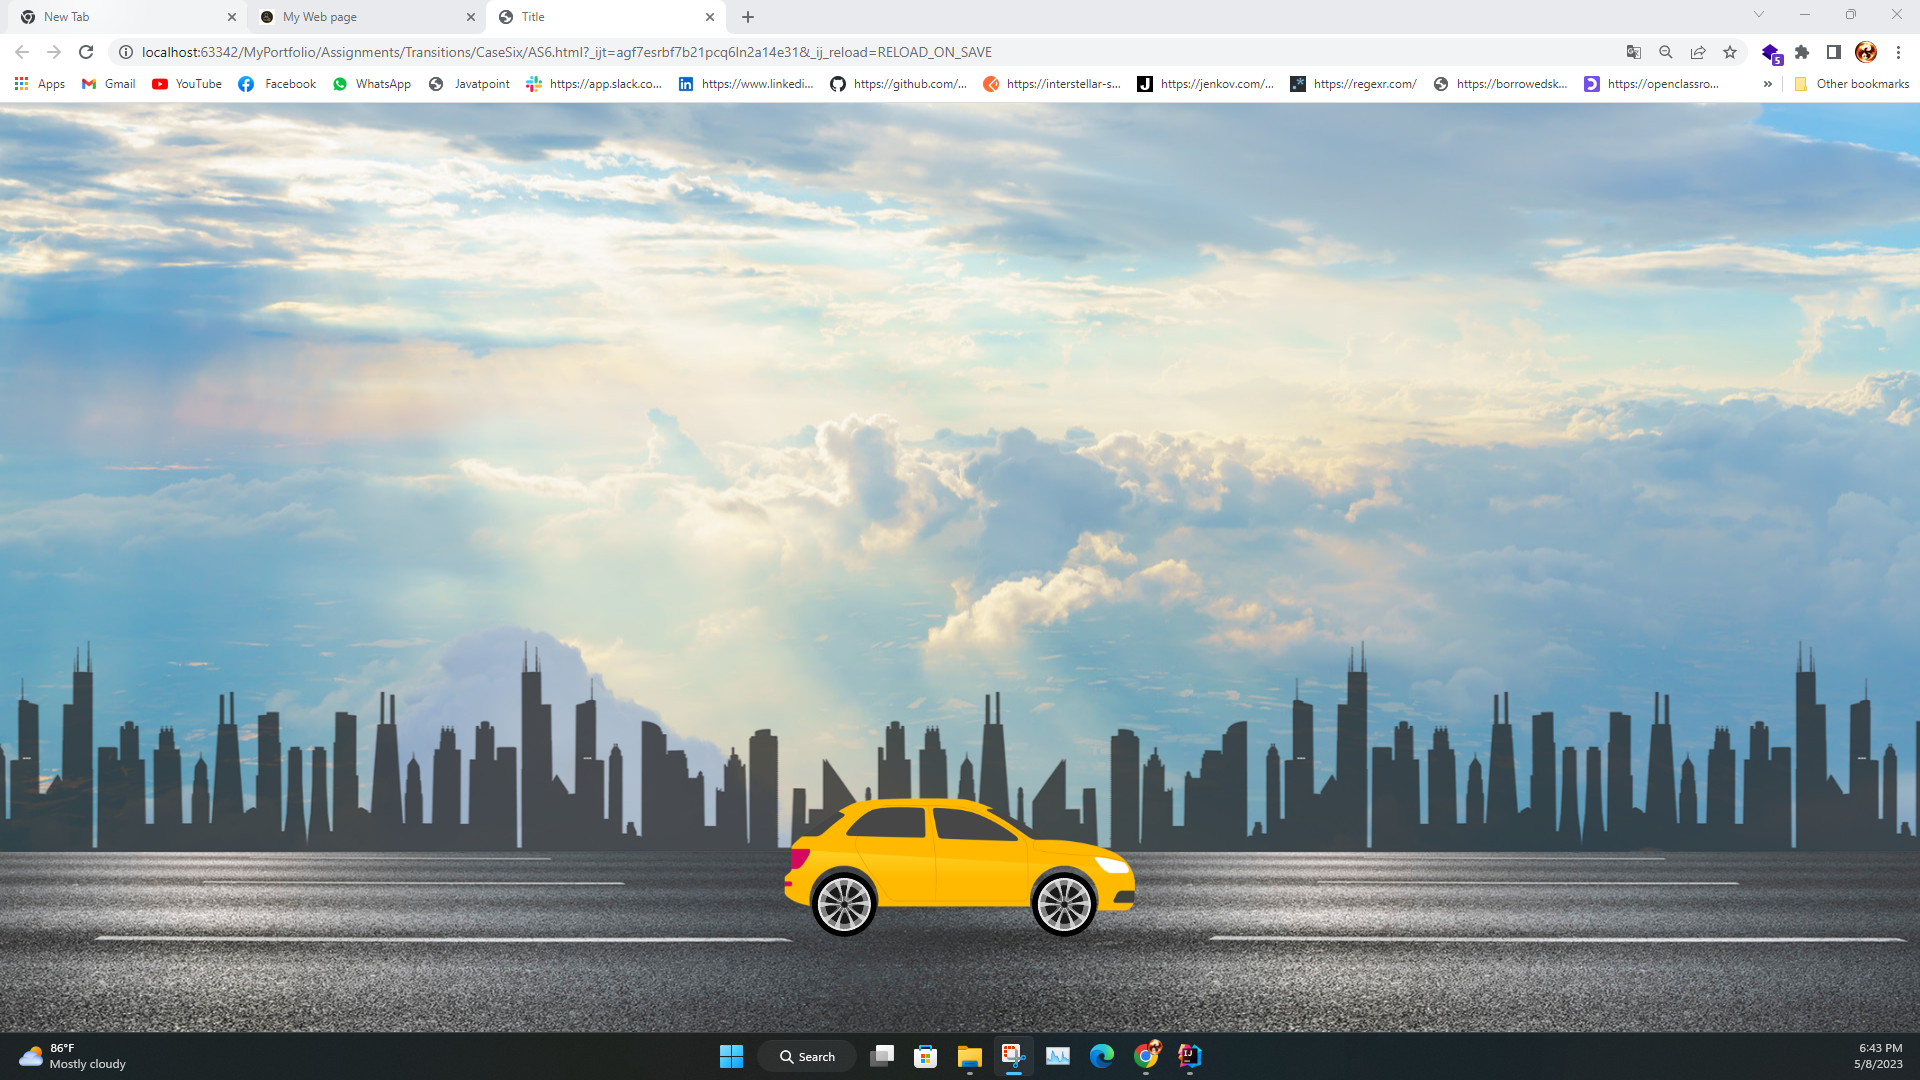 New Tab
My Web page
Title
localhost:63342/MyPortfolio/Assignments/Transitions/CaseSix/AS6.html?_ijt=agf7esrbf7b21pcq6ln2a14e31&_ij_reload=RELOAD_ON_SAVE
5
Apps
Gmail
YouTube
Facebook
WhatsApp
Javatpoint
https://app.slack.co...
https://www.linkedi...
https://github.com/...
https://interstellar-s...
https://jenkov.com/...
https://regexr.com/
https://borrowedsk...
https://openclassro...
»
Other bookmarks
86°F
Mostly cloudy
Search
6:43 PM
5/8/2023